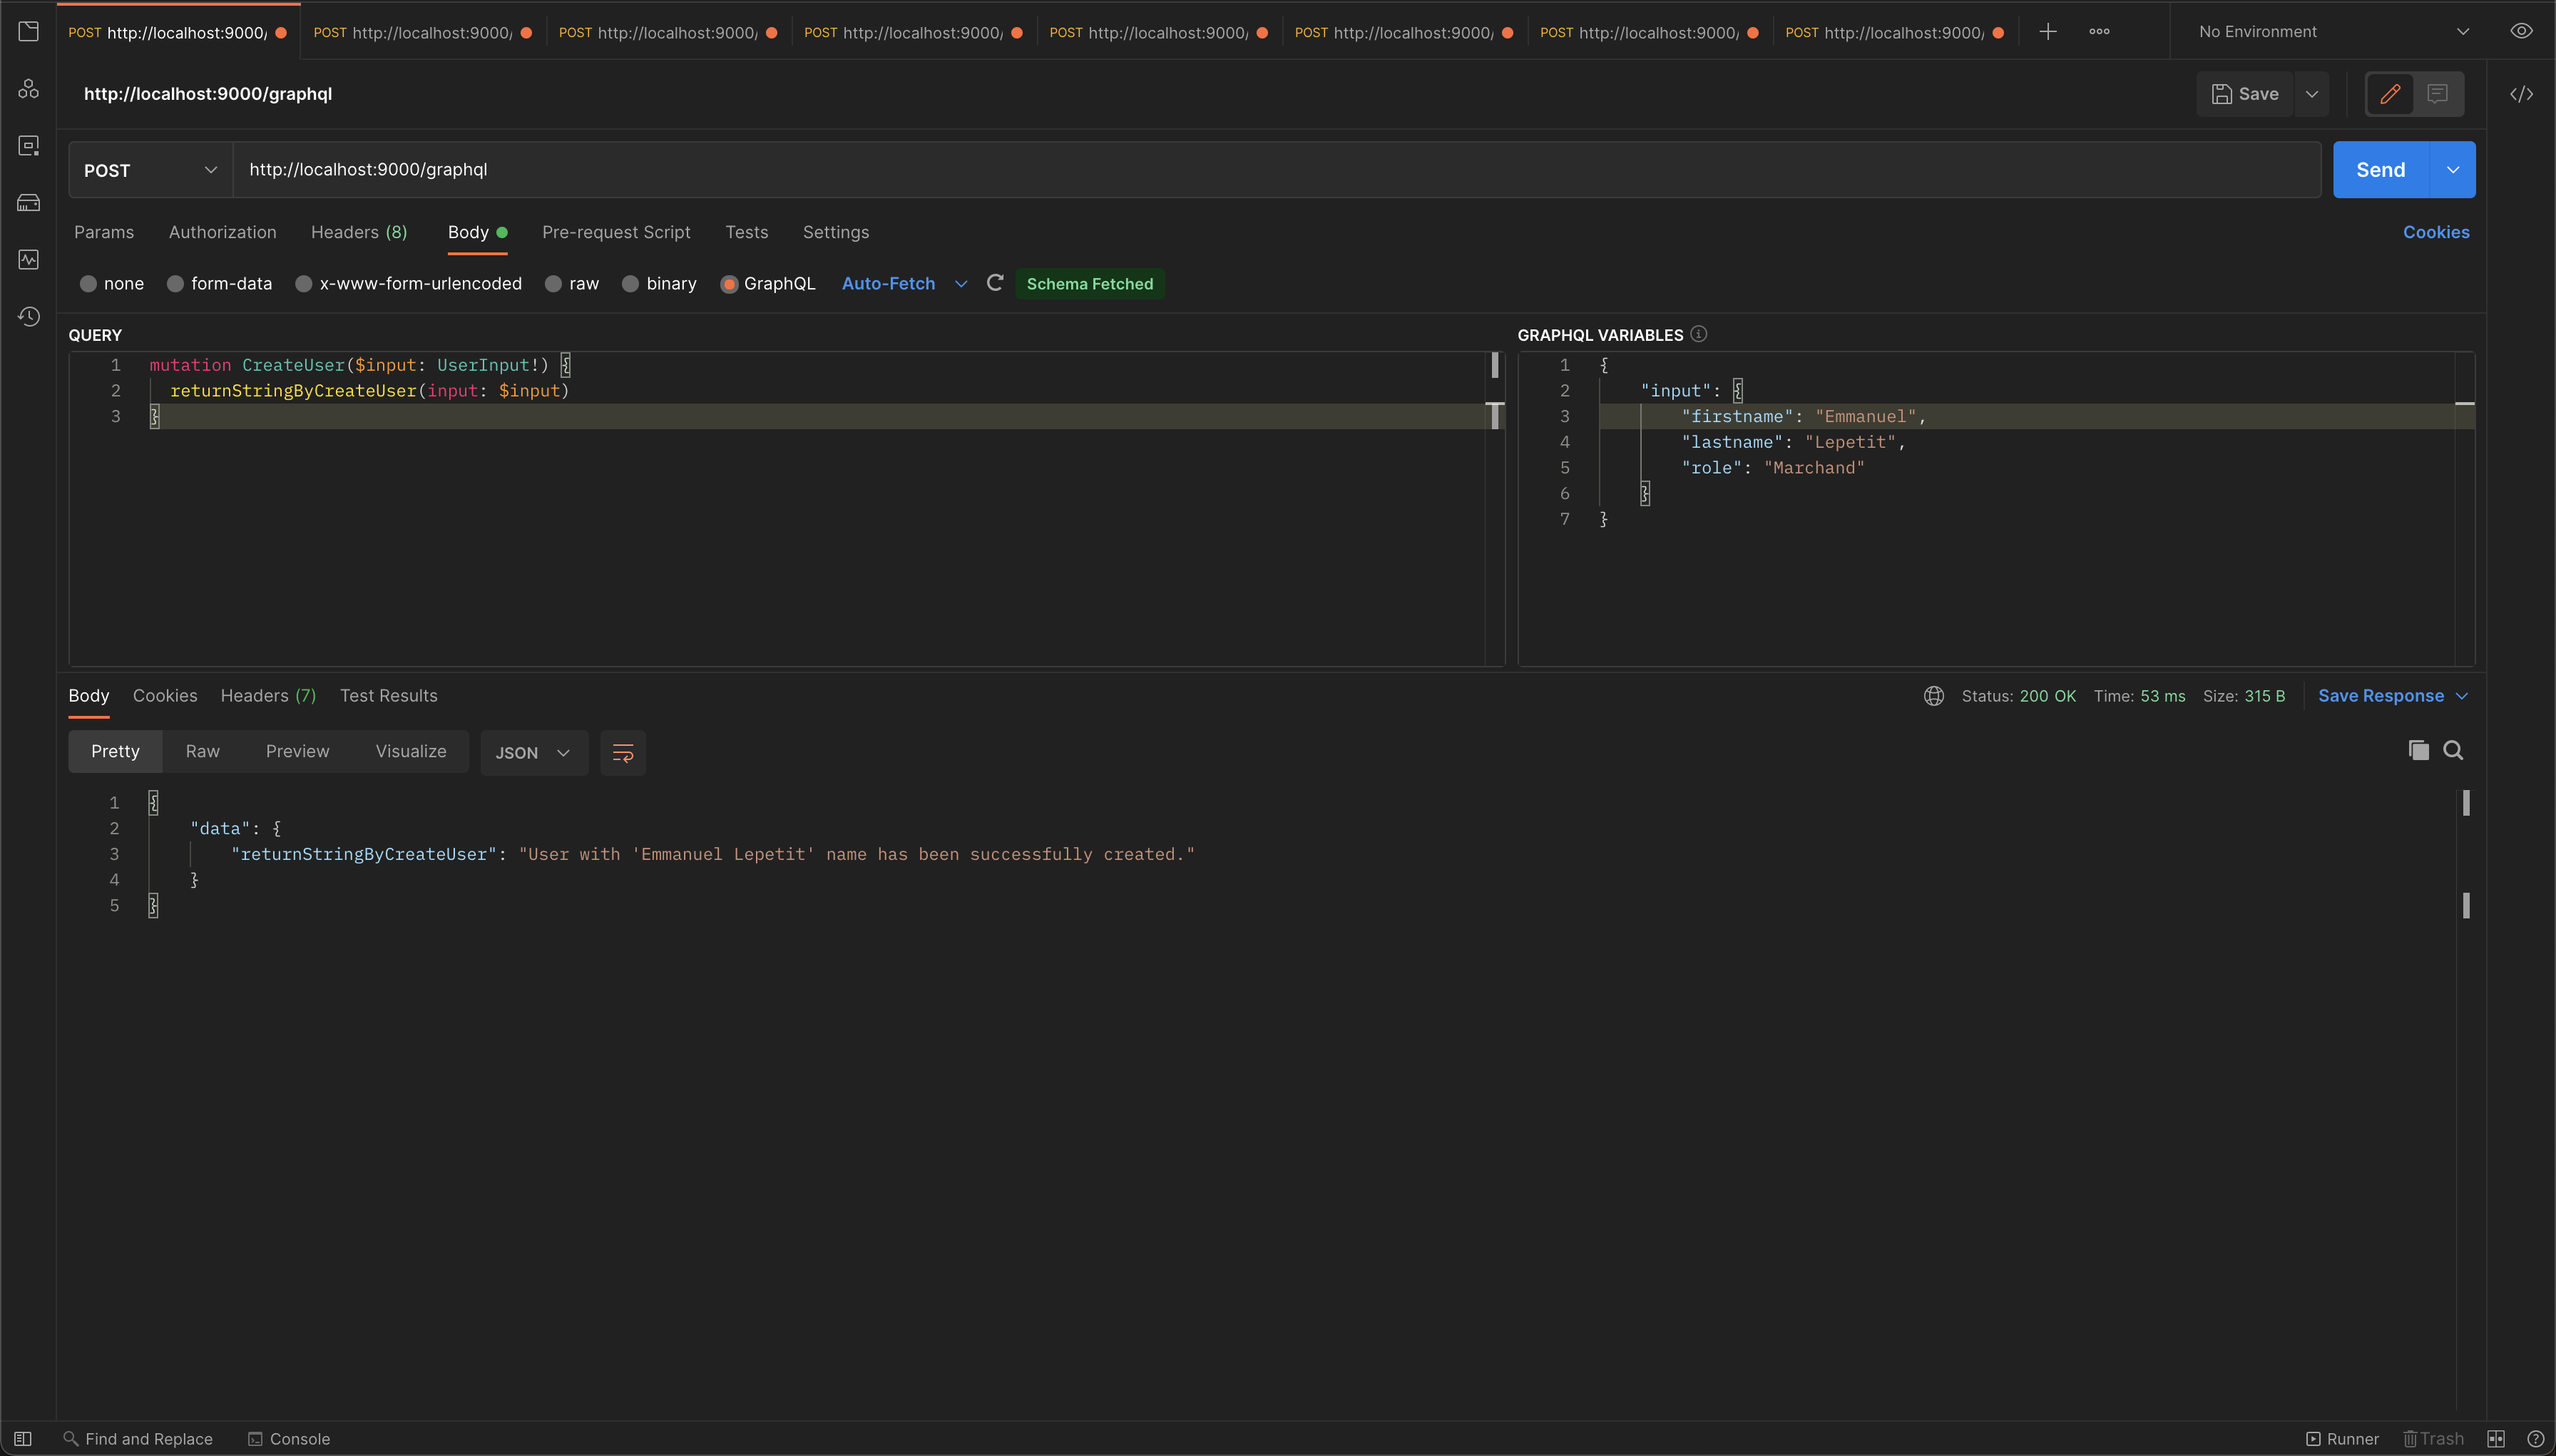 POST http://localhost:9000/ POST http://localhost:9000/ POST http://localhost:9000/ POST http://localhost:9000/ POST http://localhost:9000/ POST http://localhost:9000/ POST http://localhost:9000/ POST http://localhost:9000/ No Environment
http://localhost:9000/graphql Save
POST http://localhost:9000/graphql Send
Params Authorization Headers (8) Body Pre-request Script Tests Settings Cookies
none form-data x-www-form-urlencoded raw binary GraphQL Auto-Fetch Schema Fetched
QUERY
1 mutation CreateUser($input: UserInput!) {
2 returnStringByCreateUser(input: $input)
3 }
GRAPHQL VARIABLES
1 {
2 "input": {
3 "firstname": "Emmanuel",
4 "lastname": "Lepetit",
5 "role": "Marchand"
6 }
7 }
Body Cookies Headers (7) Test Results Status: 200 OK Time: 53 ms Size: 315 B Save Response
Pretty Raw Preview Visualize JSON
1 {
2 "data": {
3 "returnStringByCreateUser": "User with 'Emmanuel Lepetit' name has been successfully created."
4 }
5 }
Find and Replace Console Runner Trash